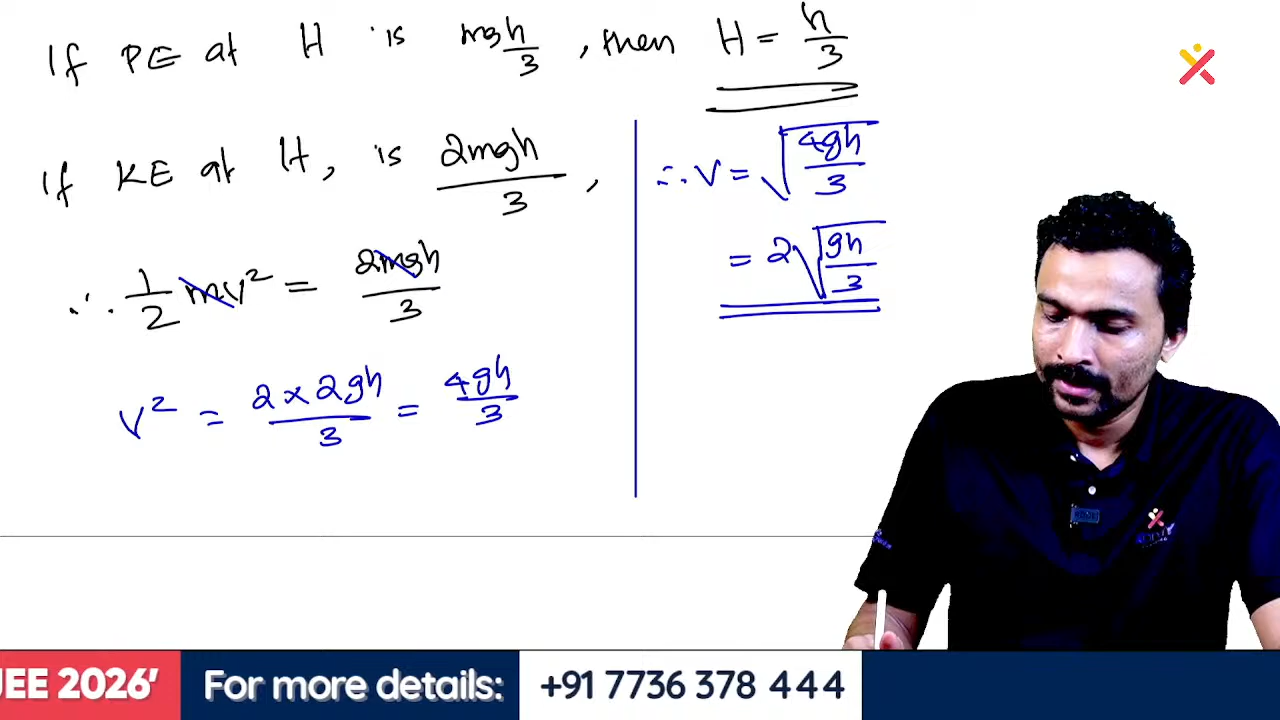 If PE at H is mgh/3, then H = h/3
If KE at H, is 2mgh/3,
∴ 1/2 mv² = 2mgh/3
v² = 2 × 2gh/3 = 4gh/3
∴ v = √(4gh/3)
= 2√(gh/3)
JEE 2026'
For more details:
+91 7736 378 444